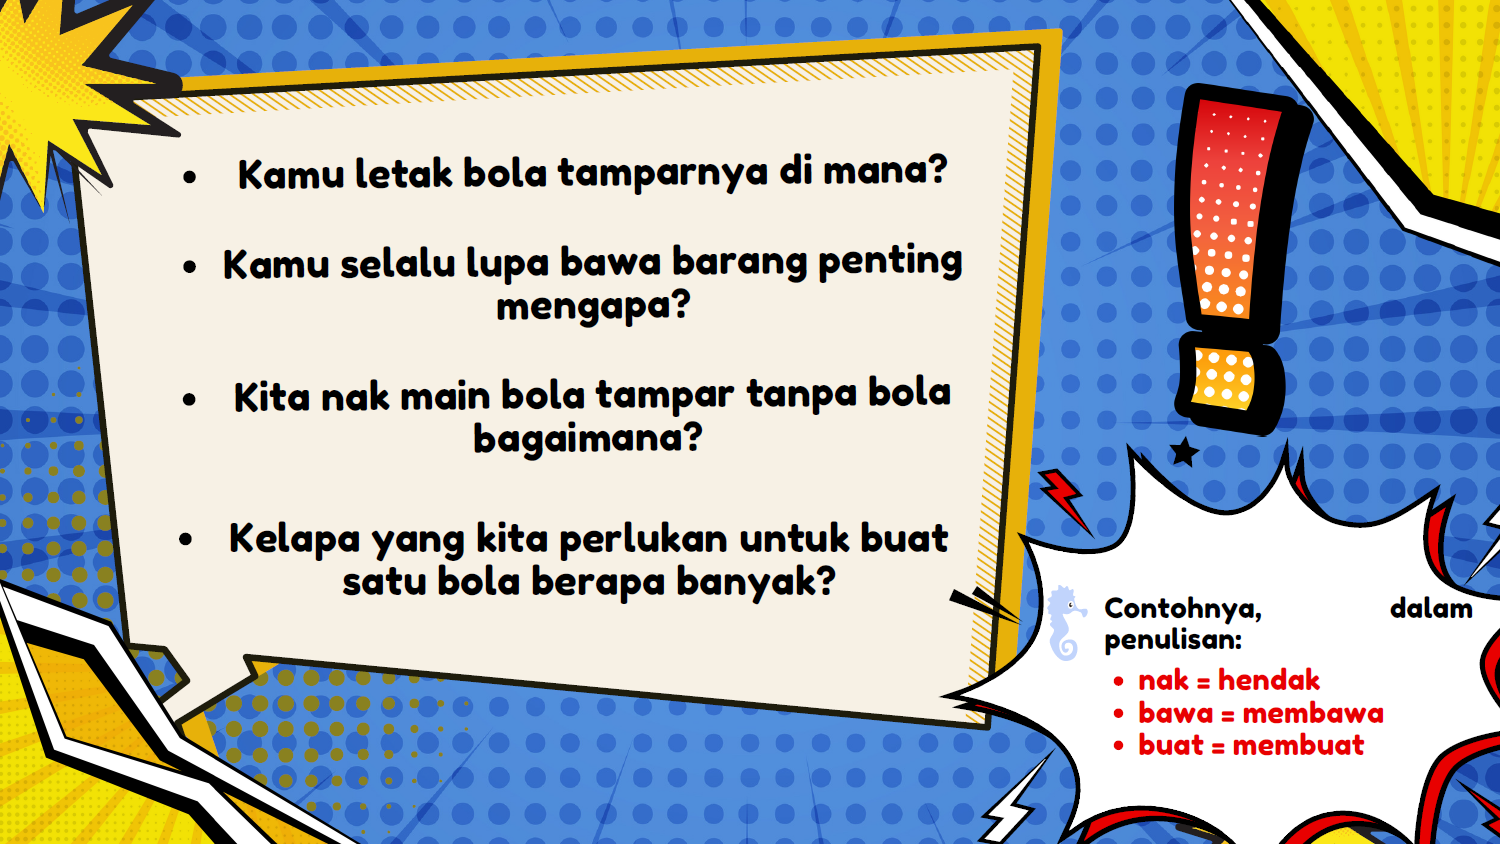 • Kamu letak bola tamparnya di mana?
• Kamu selalu lupa bawa barang penting
mengapa?
• Kita nak main bola tampar tanpa bola
bagaimana?
• Kelapa yang kita perlukan untuk buat
satu bola berapa banyak?
Contohnya, dalam
penulisan:
• nak = hendak
• bawa = membawa
• buat = membuat